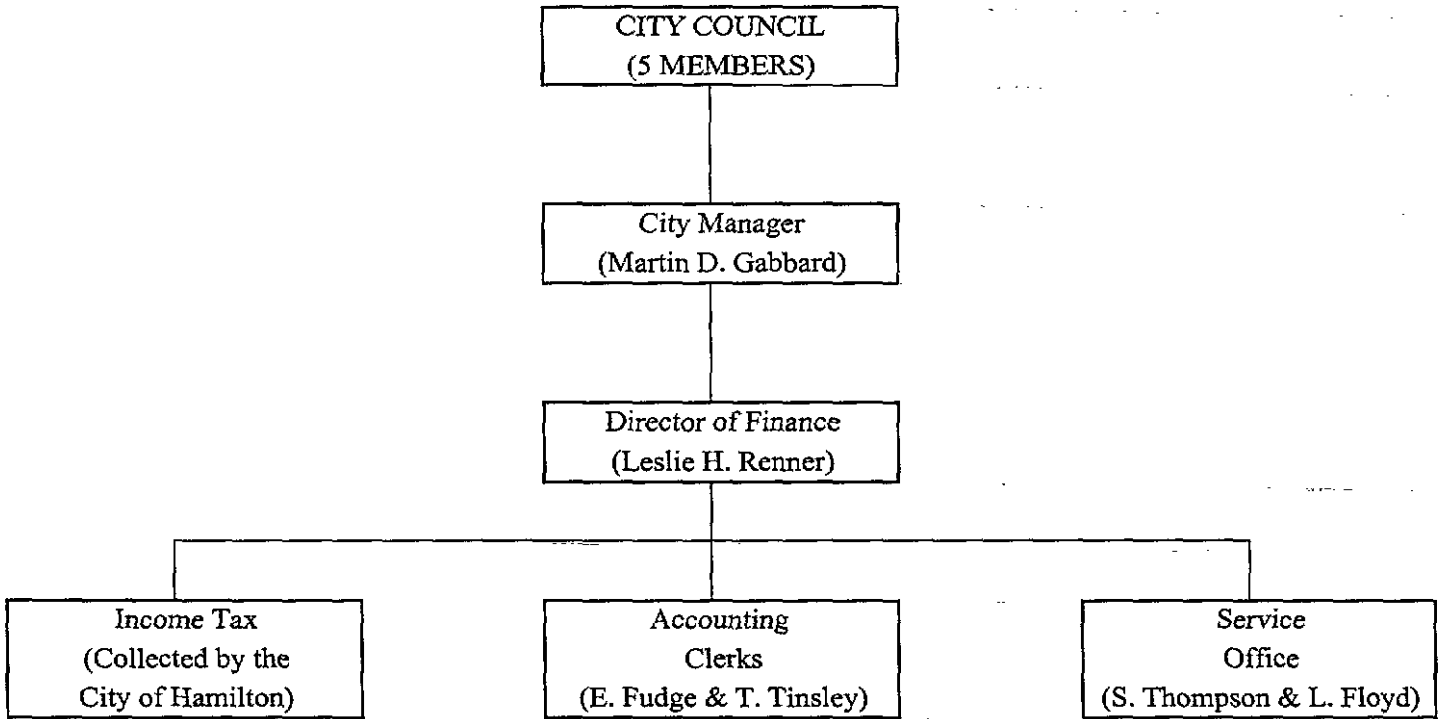 CITY COUNCIL
(5 MEMBERS)
City Manager
(Martin D. Gabbard)
Director of Finance
(Leslie H. Renner)
Income Tax
(Collected by the
City of Hamilton)
Accounting
Clerks
(E. Fudge & T. Tinsley)
Service
Office
(S. Thompson & L. Floyd)